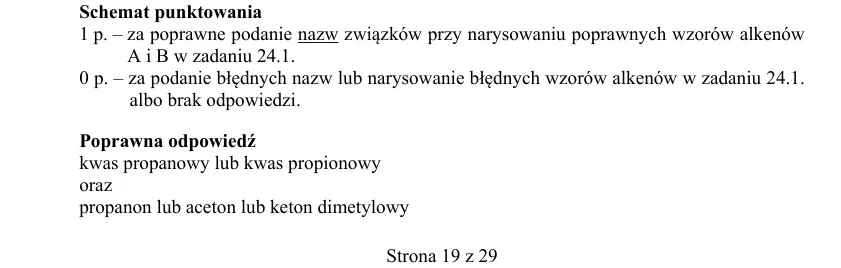 Schemat punktowania
1 p. – za poprawne podanie nazw związków przy narysowaniu poprawnych wzorów alkenów
A i B w zadaniu 24.1.
0 p. – za podanie błędnych nazw lub narysowanie błędnych wzorów alkenów w zadaniu 24.1.
albo brak odpowiedzi.
Poprawna odpowiedź
kwas propanowy lub kwas propionowy
oraz
propanon lub aceton lub keton dimetylowy
Strona 19 z 29